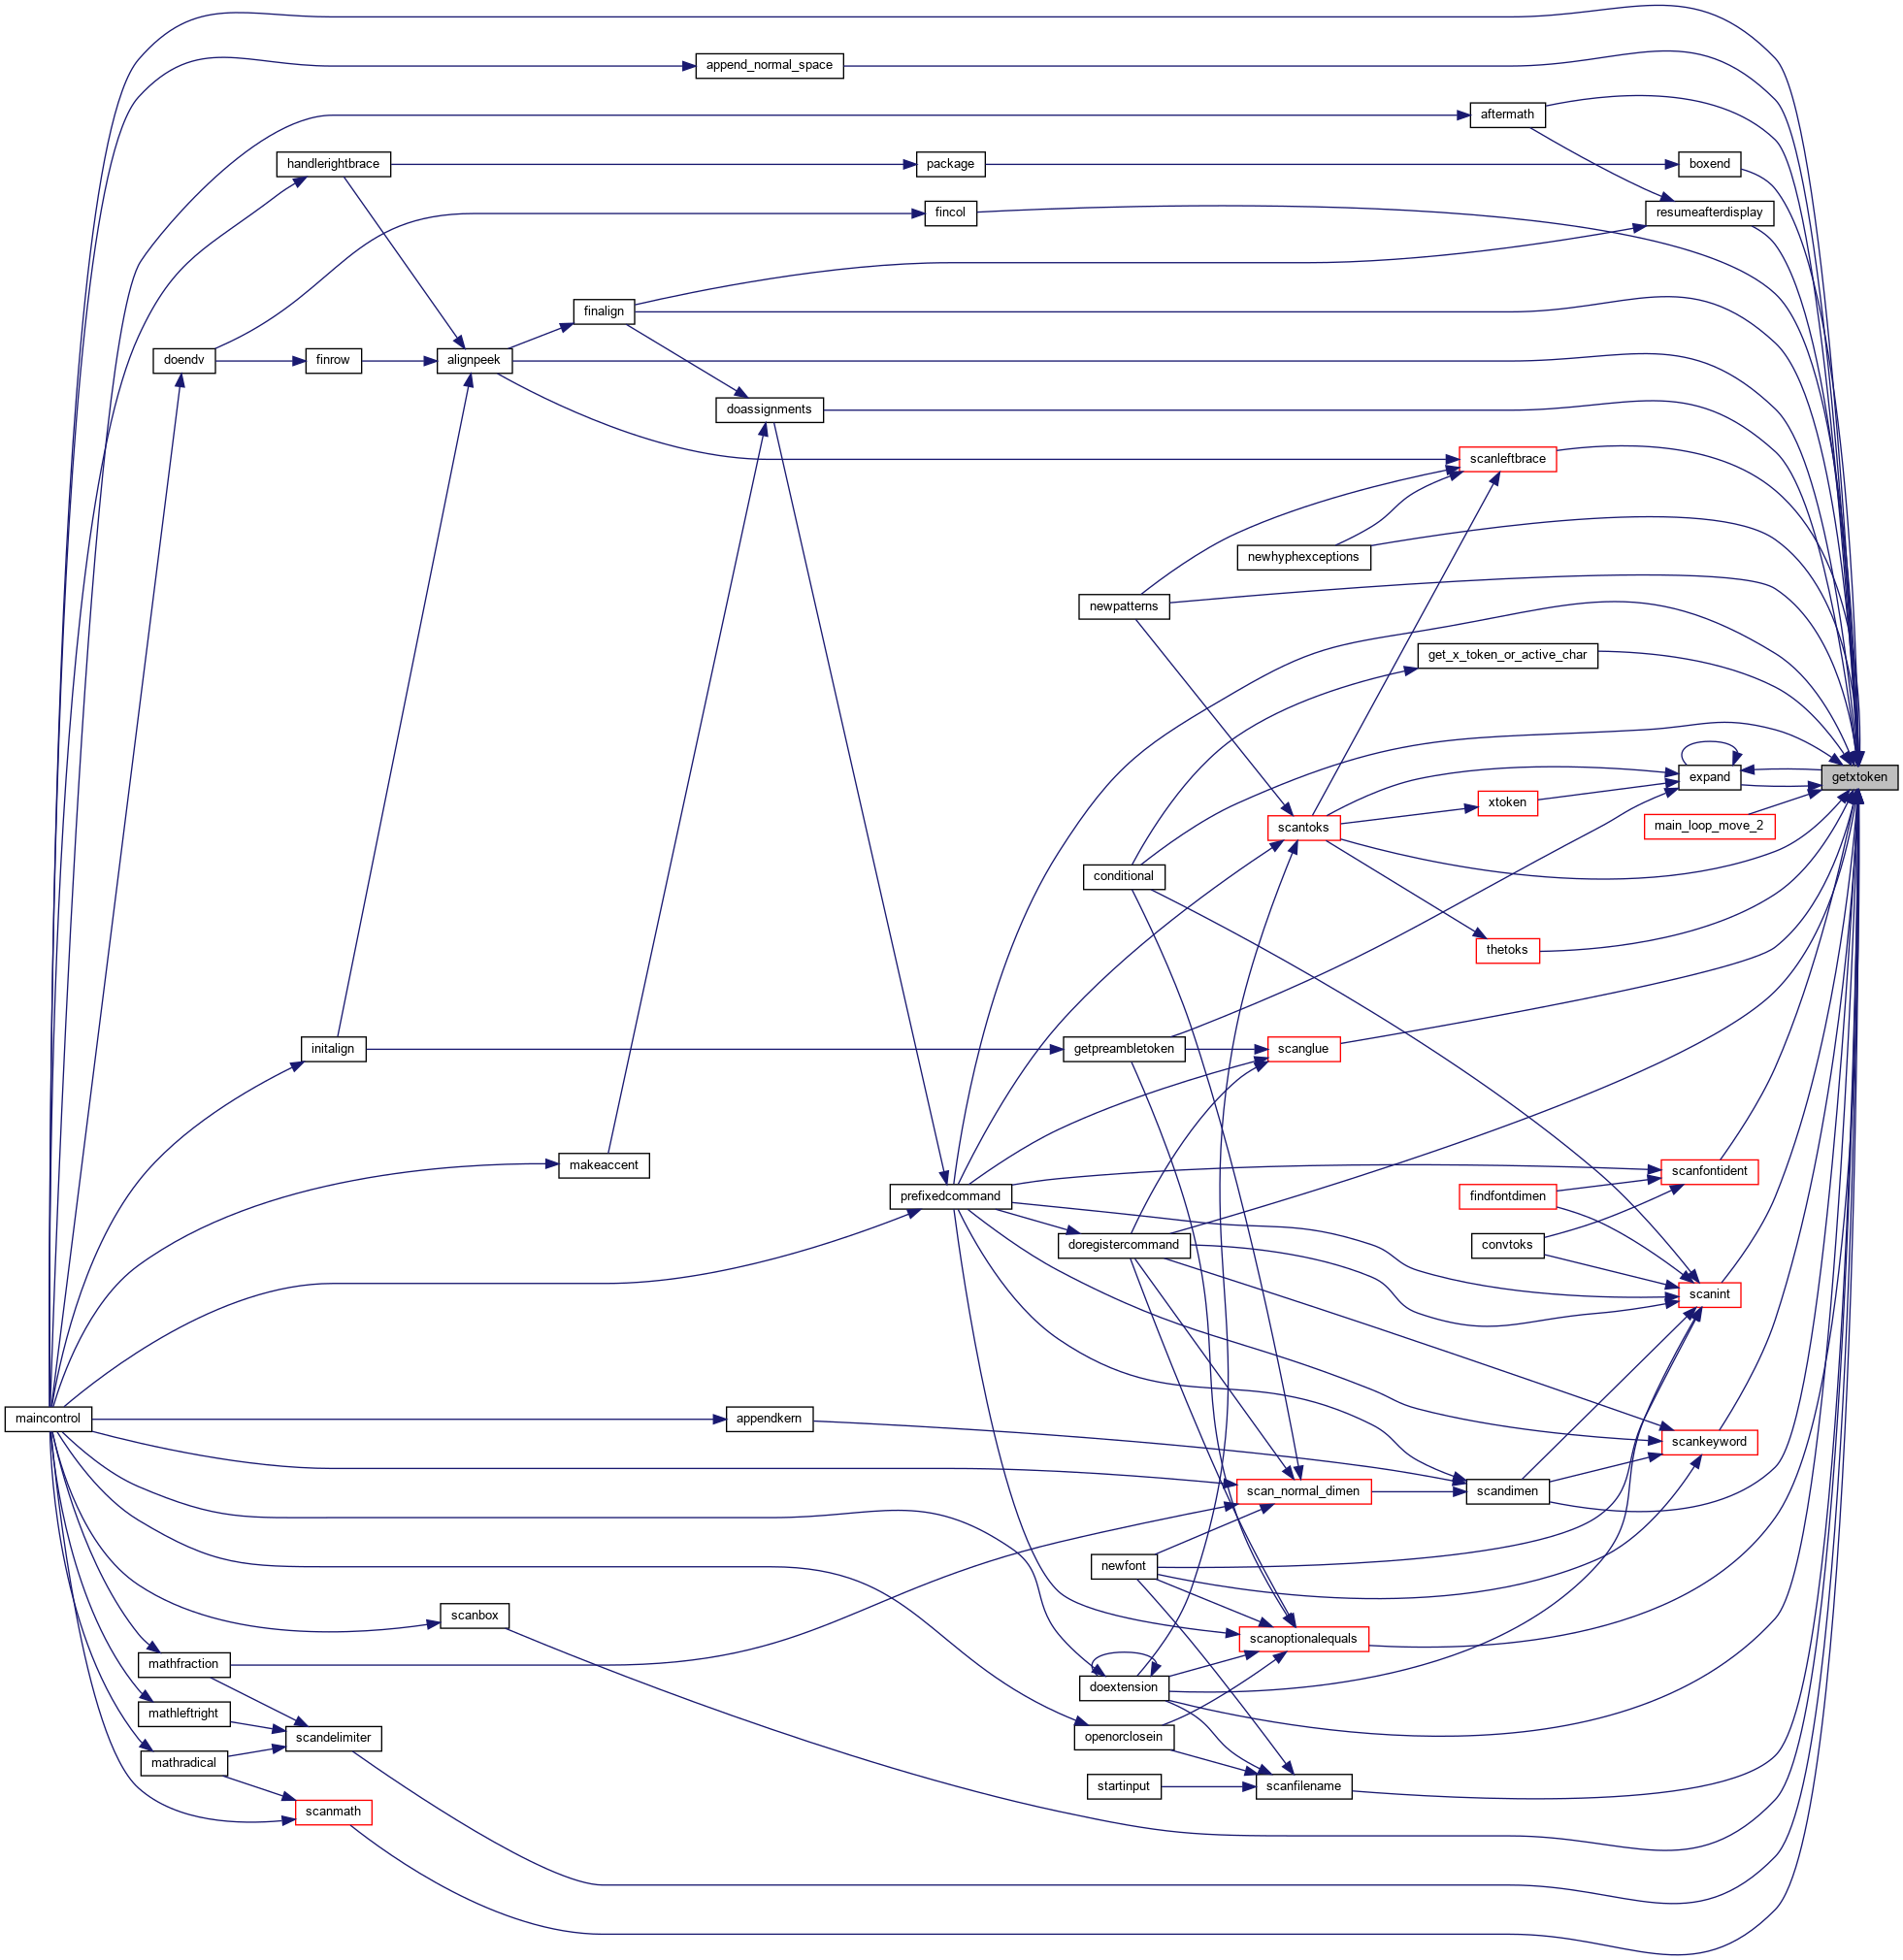 append_normal_space
aftermath
handlerightbrace
package
boxend
fincol
resumeafterdisplay
finalign
doendv
finrow
alignpeek
doassignments
scanleftbrace
newhyphexceptions
newpatterns
get_x_token_or_active_char
expand
getxtoken
xtoken
main_loop_move_2
scantoks
conditional
thetoks
initalign
getpreambletoken
scanglue
makeaccent
scanfontident
prefixedcommand
findfontdimen
doregistercommand
convtoks
scanint
maincontrol
appendkern
scankeyword
scan_normal_dimen
scandimen
newfont
scanbox
scanoptionalequals
mathfraction
doextension
mathleftright
scandelimiter
openorclosein
mathradical
startinput
scanfilename
scanmath